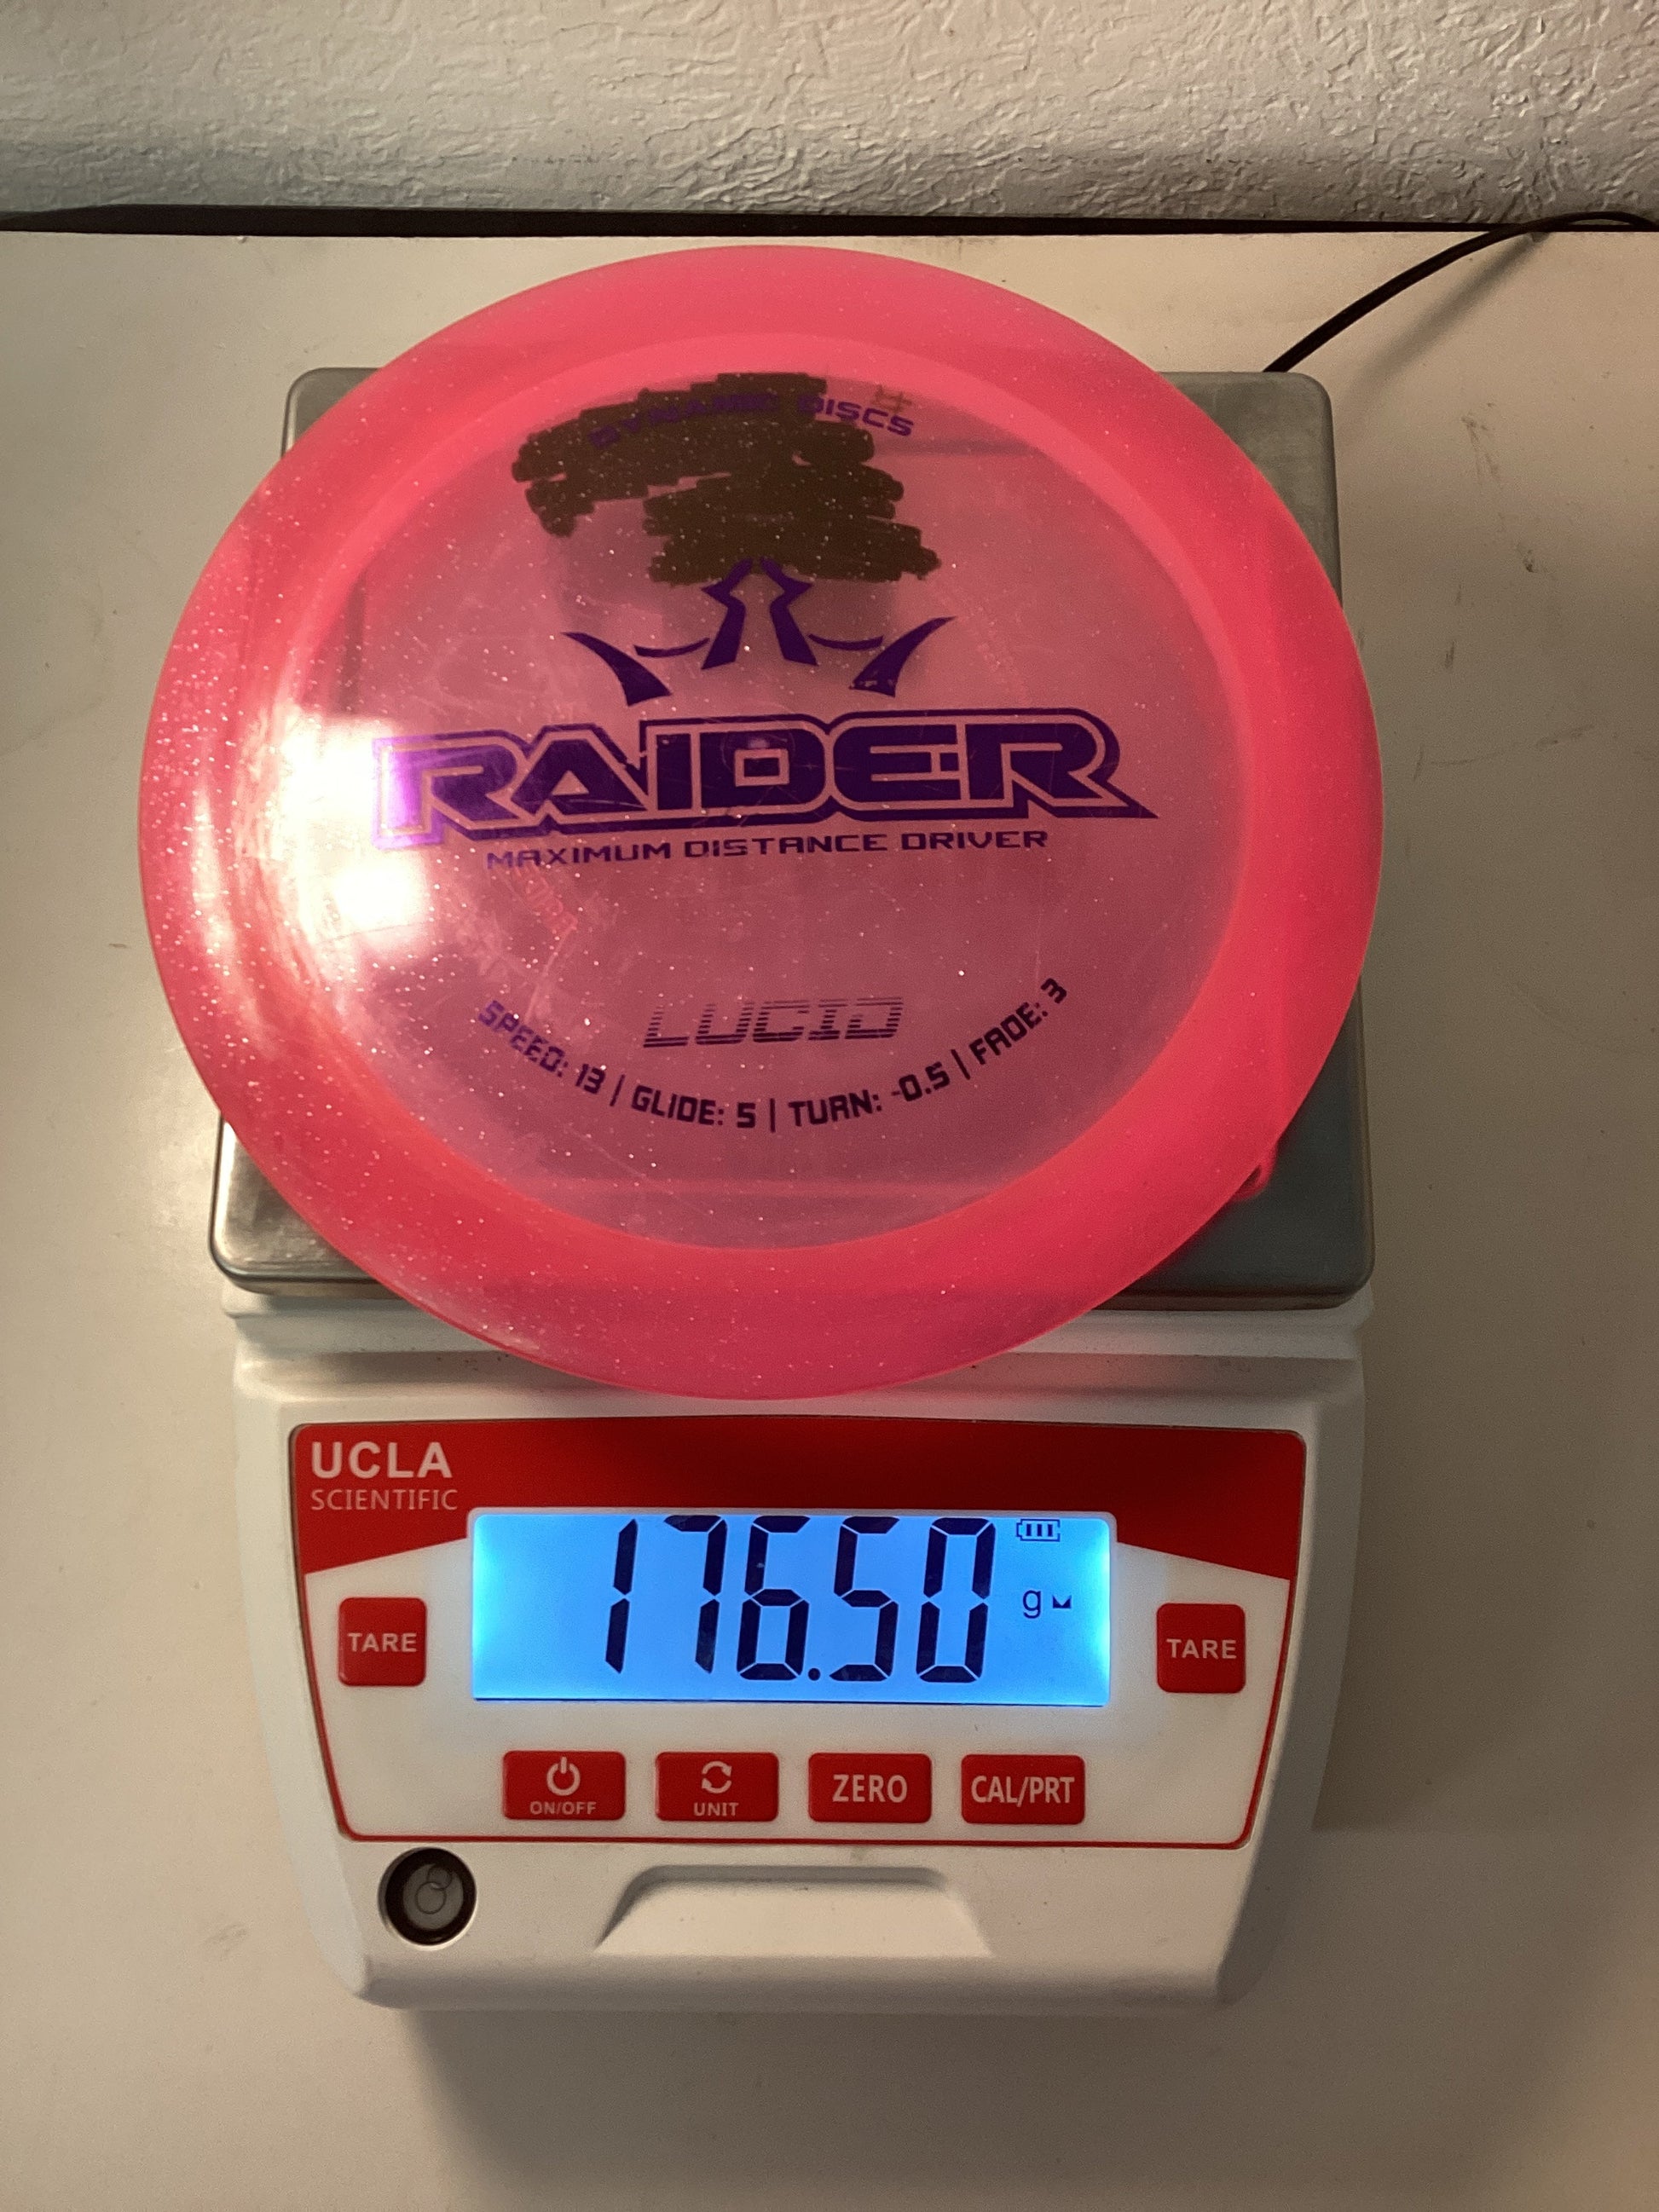 DYNAMIC DISCS
RAIDER
MAXIMUM DISTANCE DRIVER
LUCID
SPEED: 13 | GLIDE: 5 | TURN: -0.5 | FADE: 3
UCLA
SCIENTIFIC
176.50 g
TARE
TARE
ON/OFF
UNIT
ZERO
CAL/PRT